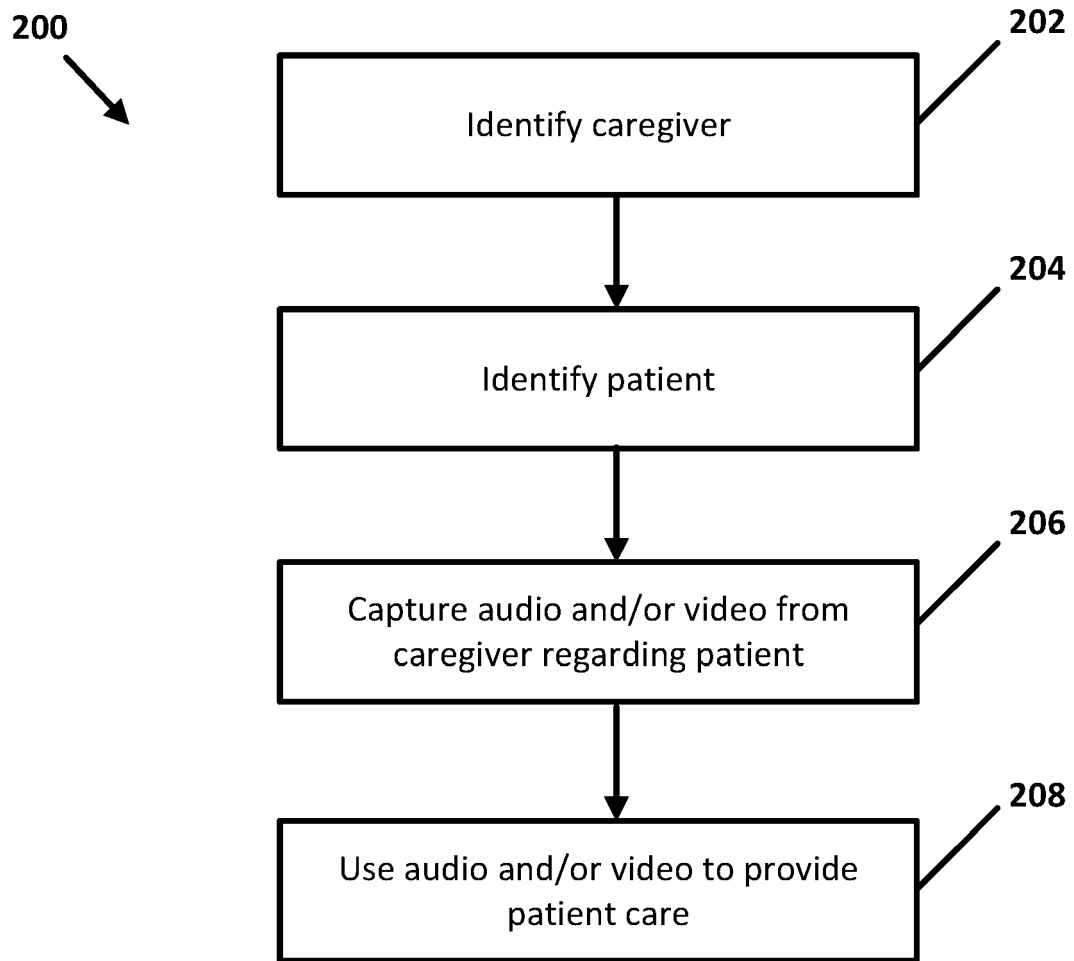 200
202
Identify caregiver
204
Identify patient
206
Capture audio and/or video from
caregiver regarding patient
208
Use audio and/or video to provide
patient care